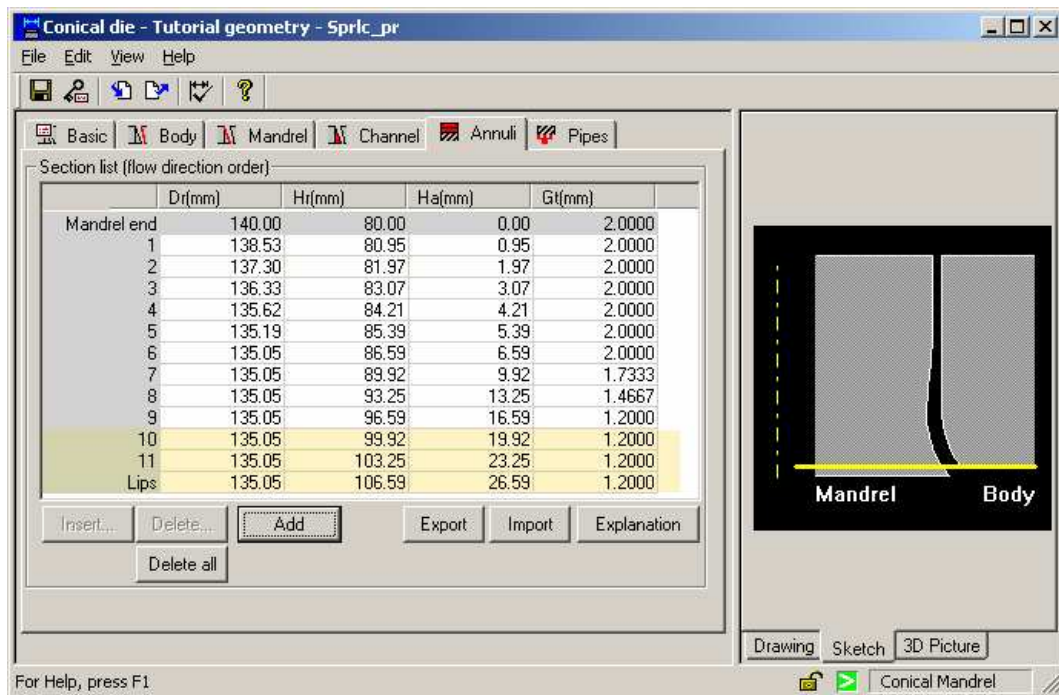 Conical die - Tutorial geometry - Sprlc_pr
File Edit View Help
Basic Body Mandrel Channel Annuli Pipes
Section list (flow direction order)
Dr(mm) Hr(mm) Ha(mm) Gt(mm)
Mandrel end 140.00 80.00 0.00 2.0000
1 138.53 80.95 0.95 2.0000
2 137.30 81.97 1.97 2.0000
3 136.33 83.07 3.07 2.0000
4 135.62 84.21 4.21 2.0000
5 135.19 85.39 5.39 2.0000
6 135.05 86.59 6.59 2.0000
7 135.05 89.92 9.92 1.7333
8 135.05 93.25 13.25 1.4667
9 135.05 96.59 16.59 1.2000
10 135.05 99.92 19.92 1.2000
11 135.05 103.25 23.25 1.2000
Lips 135.05 106.59 26.59 1.2000
Insert... Delete... Add Export Import Explanation
Delete all
Mandrel Body
Drawing Sketch 3D Picture
For Help, press F1 Conical Mandrel